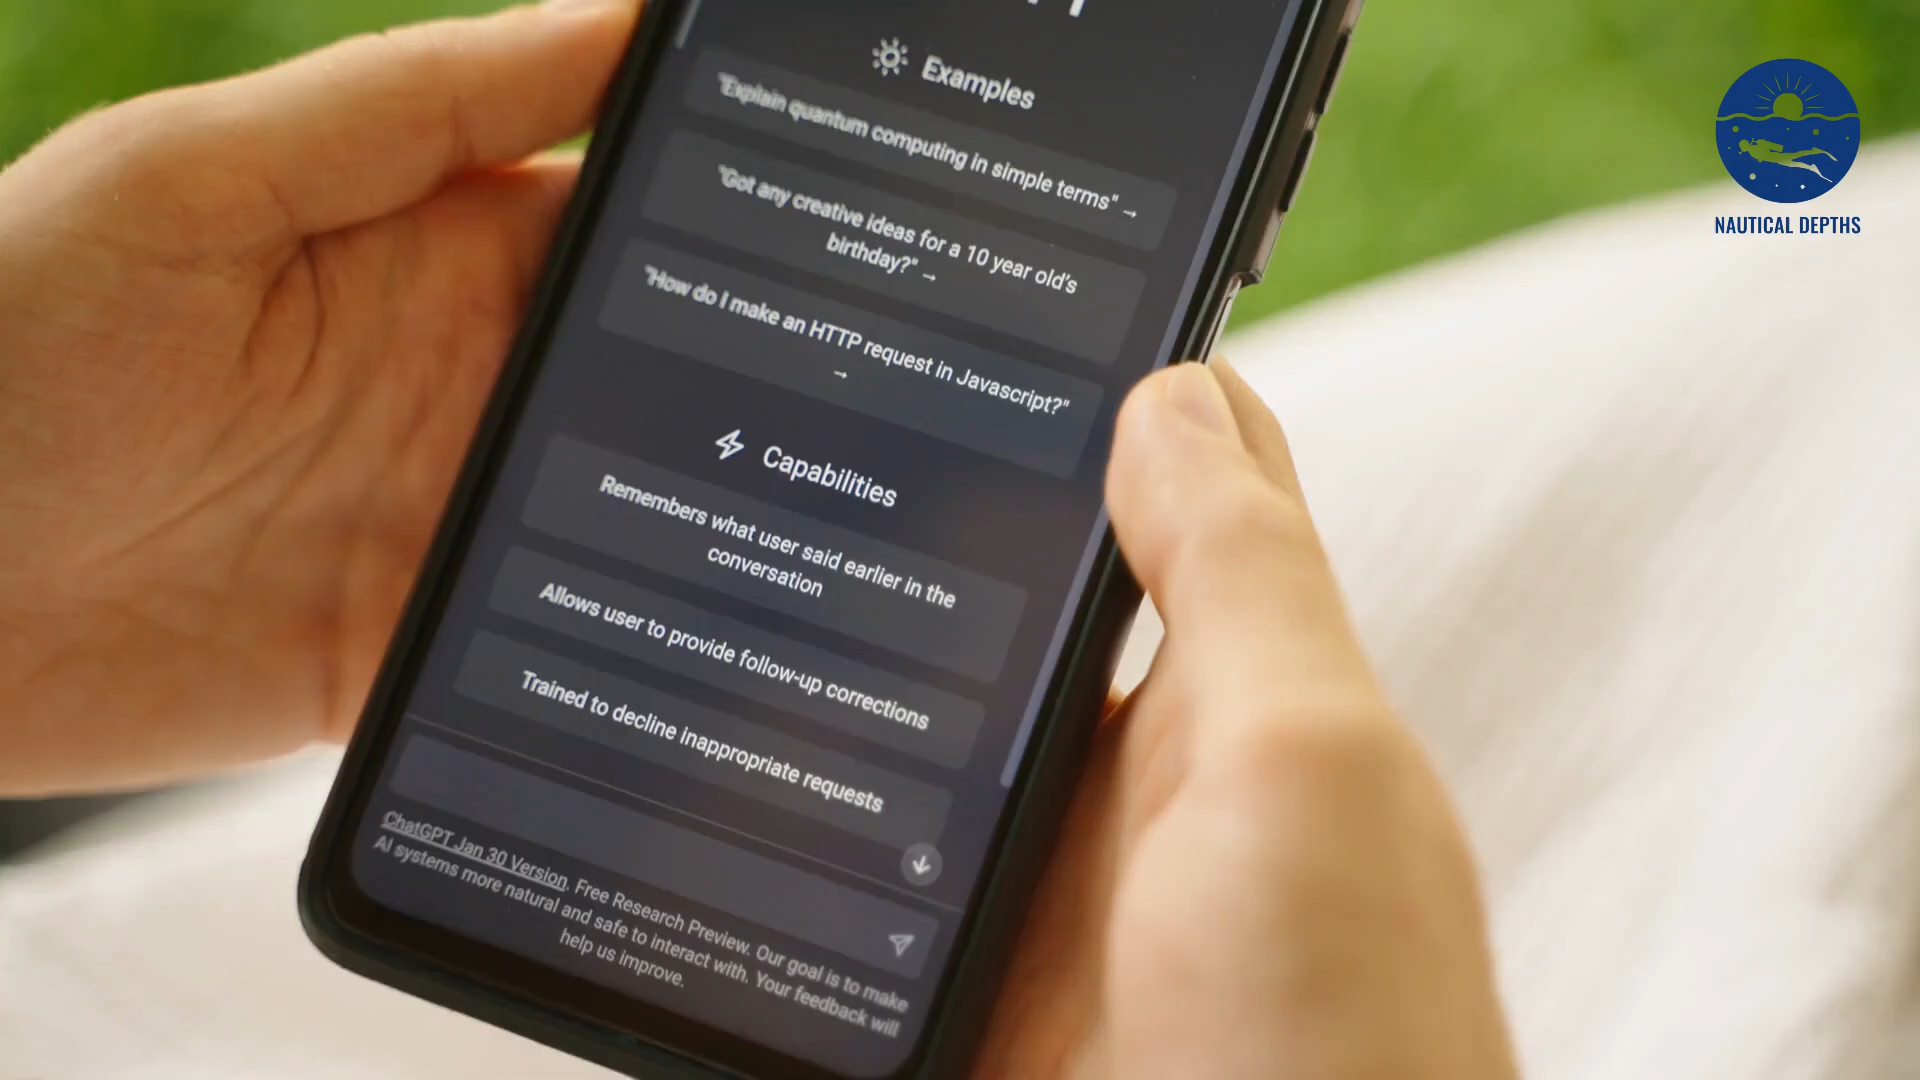 Examples
"Explain quantum computing in simple terms" →
"Got any creative ideas for a 10 year old's
birthday?" →
"How do I make an HTTP request in Javascript?"
→
Capabilities
Remembers what user said earlier in the
conversation
Allows user to provide follow-up corrections
Trained to decline inappropriate requests
ChatGPT Jan 30 Version. Free Research Preview. Our goal is to make
AI systems more natural and safe to interact with. Your feedback will
help us improve.
NAUTICAL DEPTHS